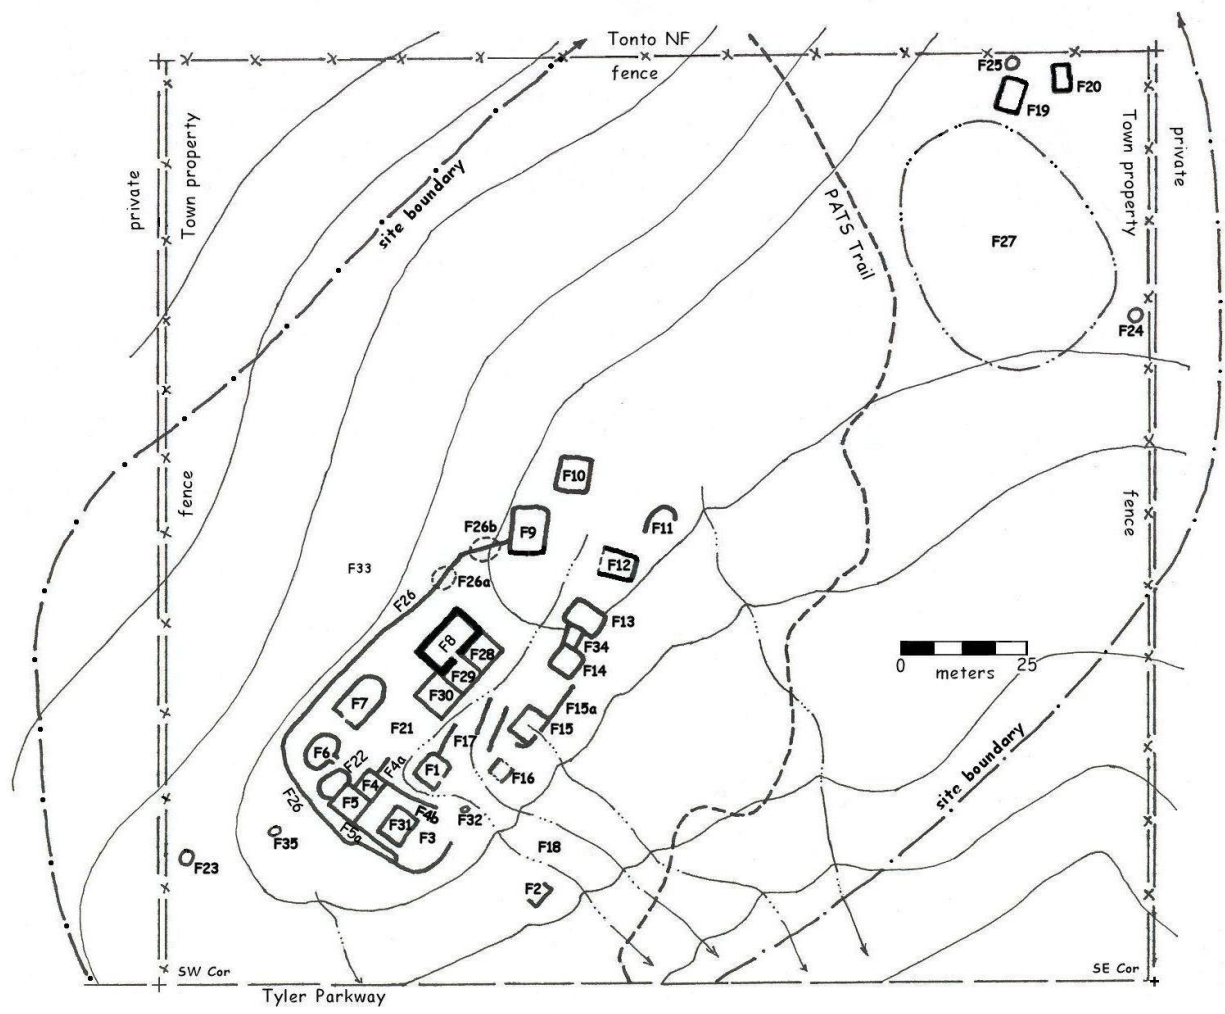 Tonto NF
fence
F25
F20
F19
Town property
private
Town property
private
site boundary
PATS Trail
F27
F24
fence
fence
F10
F11
F9
F26b
F12
F33
F26a
F26
F13
F34
F14
F8
F28
F29
F30
0
25
meters
F7
F15a
F15
F21
F17
F6
F22
F4a
F1
F16
F4
F5
F26
F4b
F32
F31
F3
F5a
F35
F18
F23
F2
site boundary
SW Cor
SE Cor
Tyler Parkway